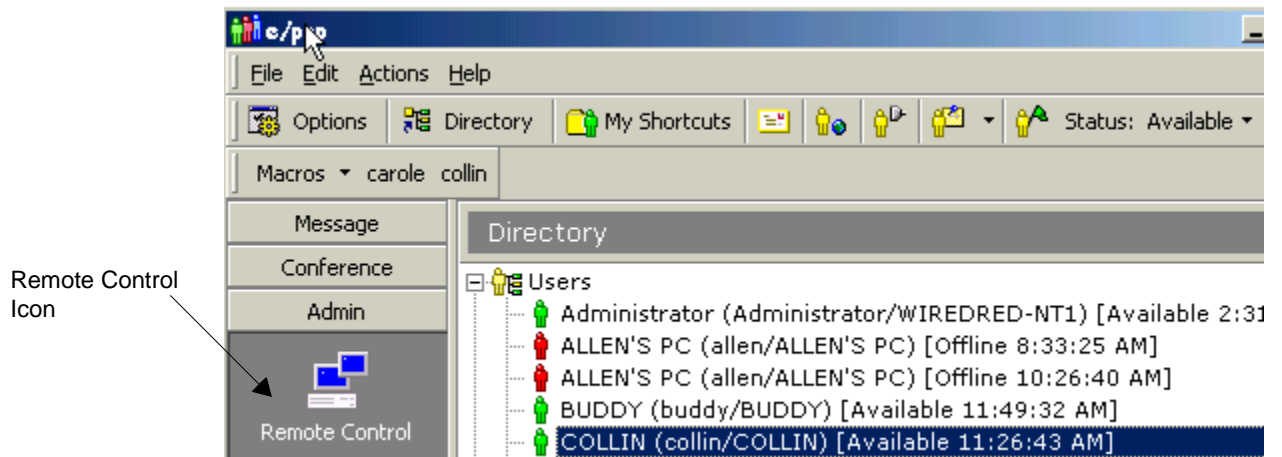 e/pro
File Edit Actions Help
Options Directory My Shortcuts Status: Available
Macros carole collin
Message
Conference
Admin
Remote Control
Directory
Users
Administrator (Administrator/WIREDRED-NT1) [Available 2:31
ALLEN'S PC (allen/ALLEN'S PC) [Offline 8:33:25 AM]
ALLEN'S PC (allen/ALLEN'S PC) [Offline 10:26:40 AM]
BUDDY (buddy/BUDDY) [Available 11:49:32 AM]
COLLIN (collin/COLLIN) [Available 11:26:43 AM]
Remote Control
Icon